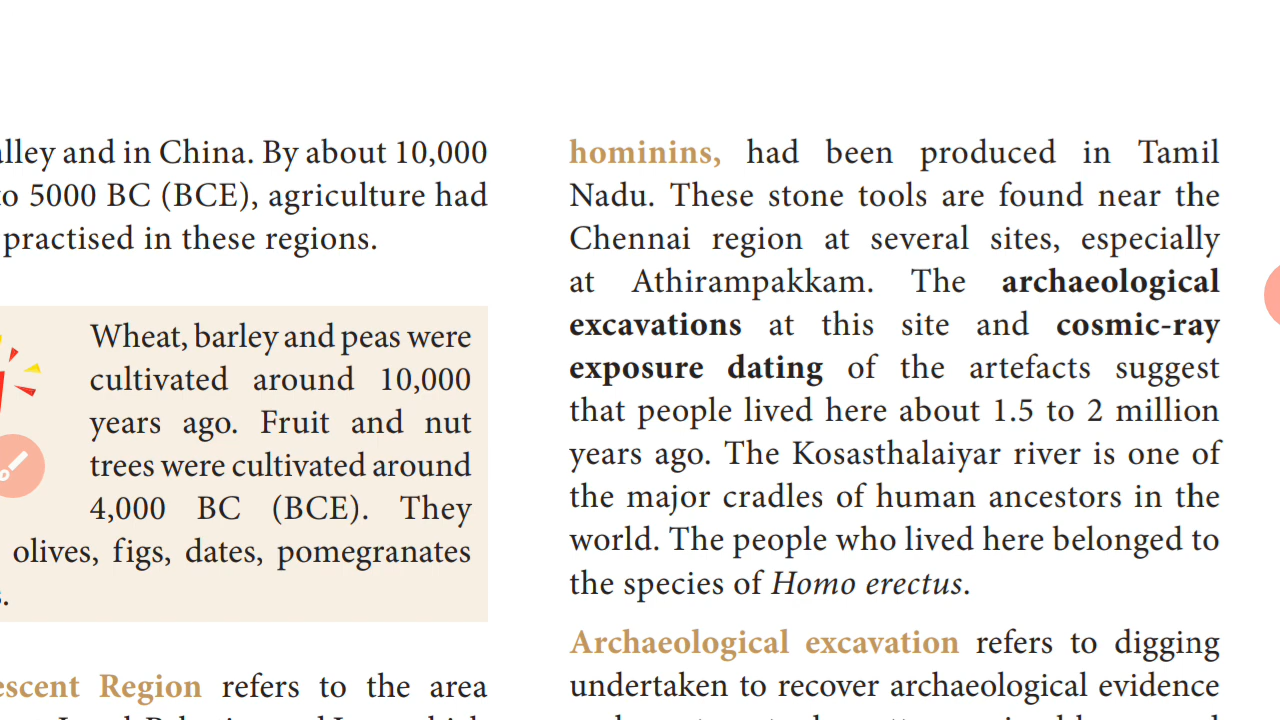 and in China. By about 10,000
to 5000 BC (BCE), agriculture had
practised in these regions.
Wheat, barley and peas were
cultivated around 10,000
years ago. Fruit and nut
trees were cultivated around
4,000 BC (BCE). They
olives, figs, dates, pomegranates
Region refers to the area
hominins, had been produced in Tamil
Nadu. These stone tools are found near the
Chennai region at several sites, especially
at Athirampakkam. The archaeological
excavations at this site and cosmic-ray
exposure dating of the artefacts suggest
that people lived here about 1.5 to 2 million
years ago. The Kosasthalaiyar river is one of
the major cradles of human ancestors in the
world. The people who lived here belonged to
the species of Homo erectus.
Archaeological excavation refers to digging
undertaken to recover archaeological evidence